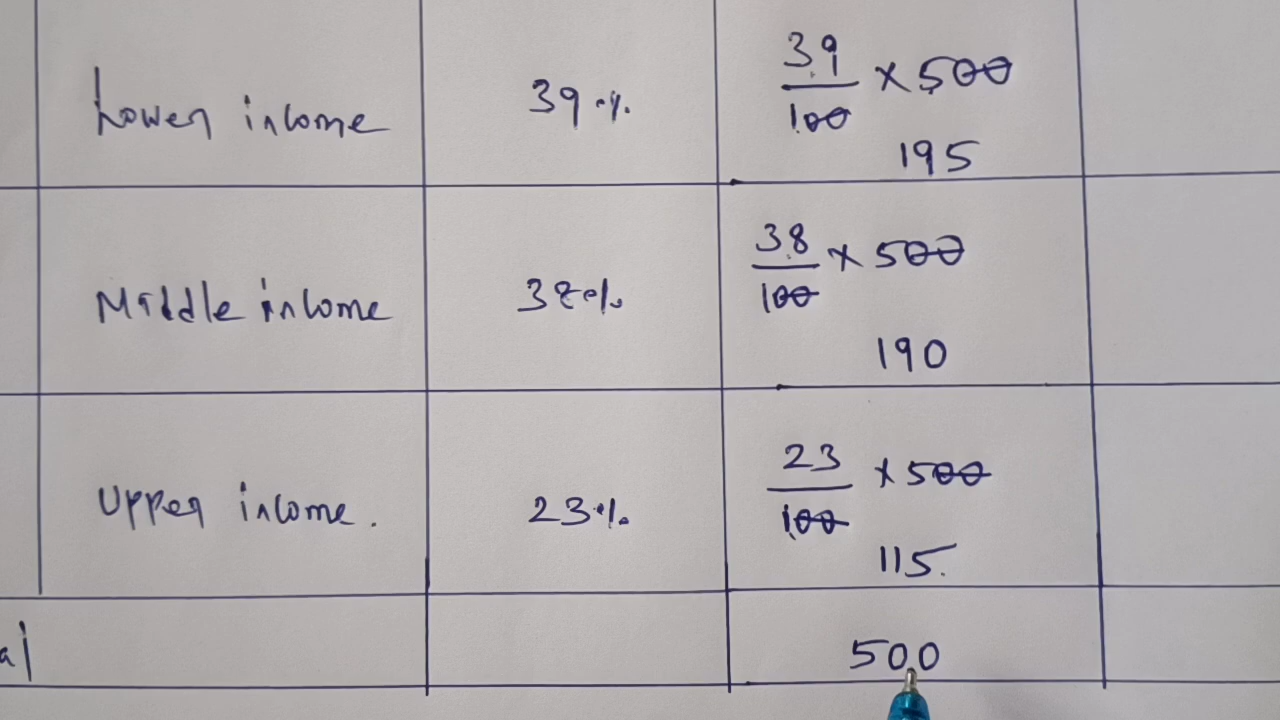 Lower income 39% 39/100 × 500
195
Middle income 38% 38/100 × 500
190
Upper income. 23% 23/100 × 500
115.
al 500